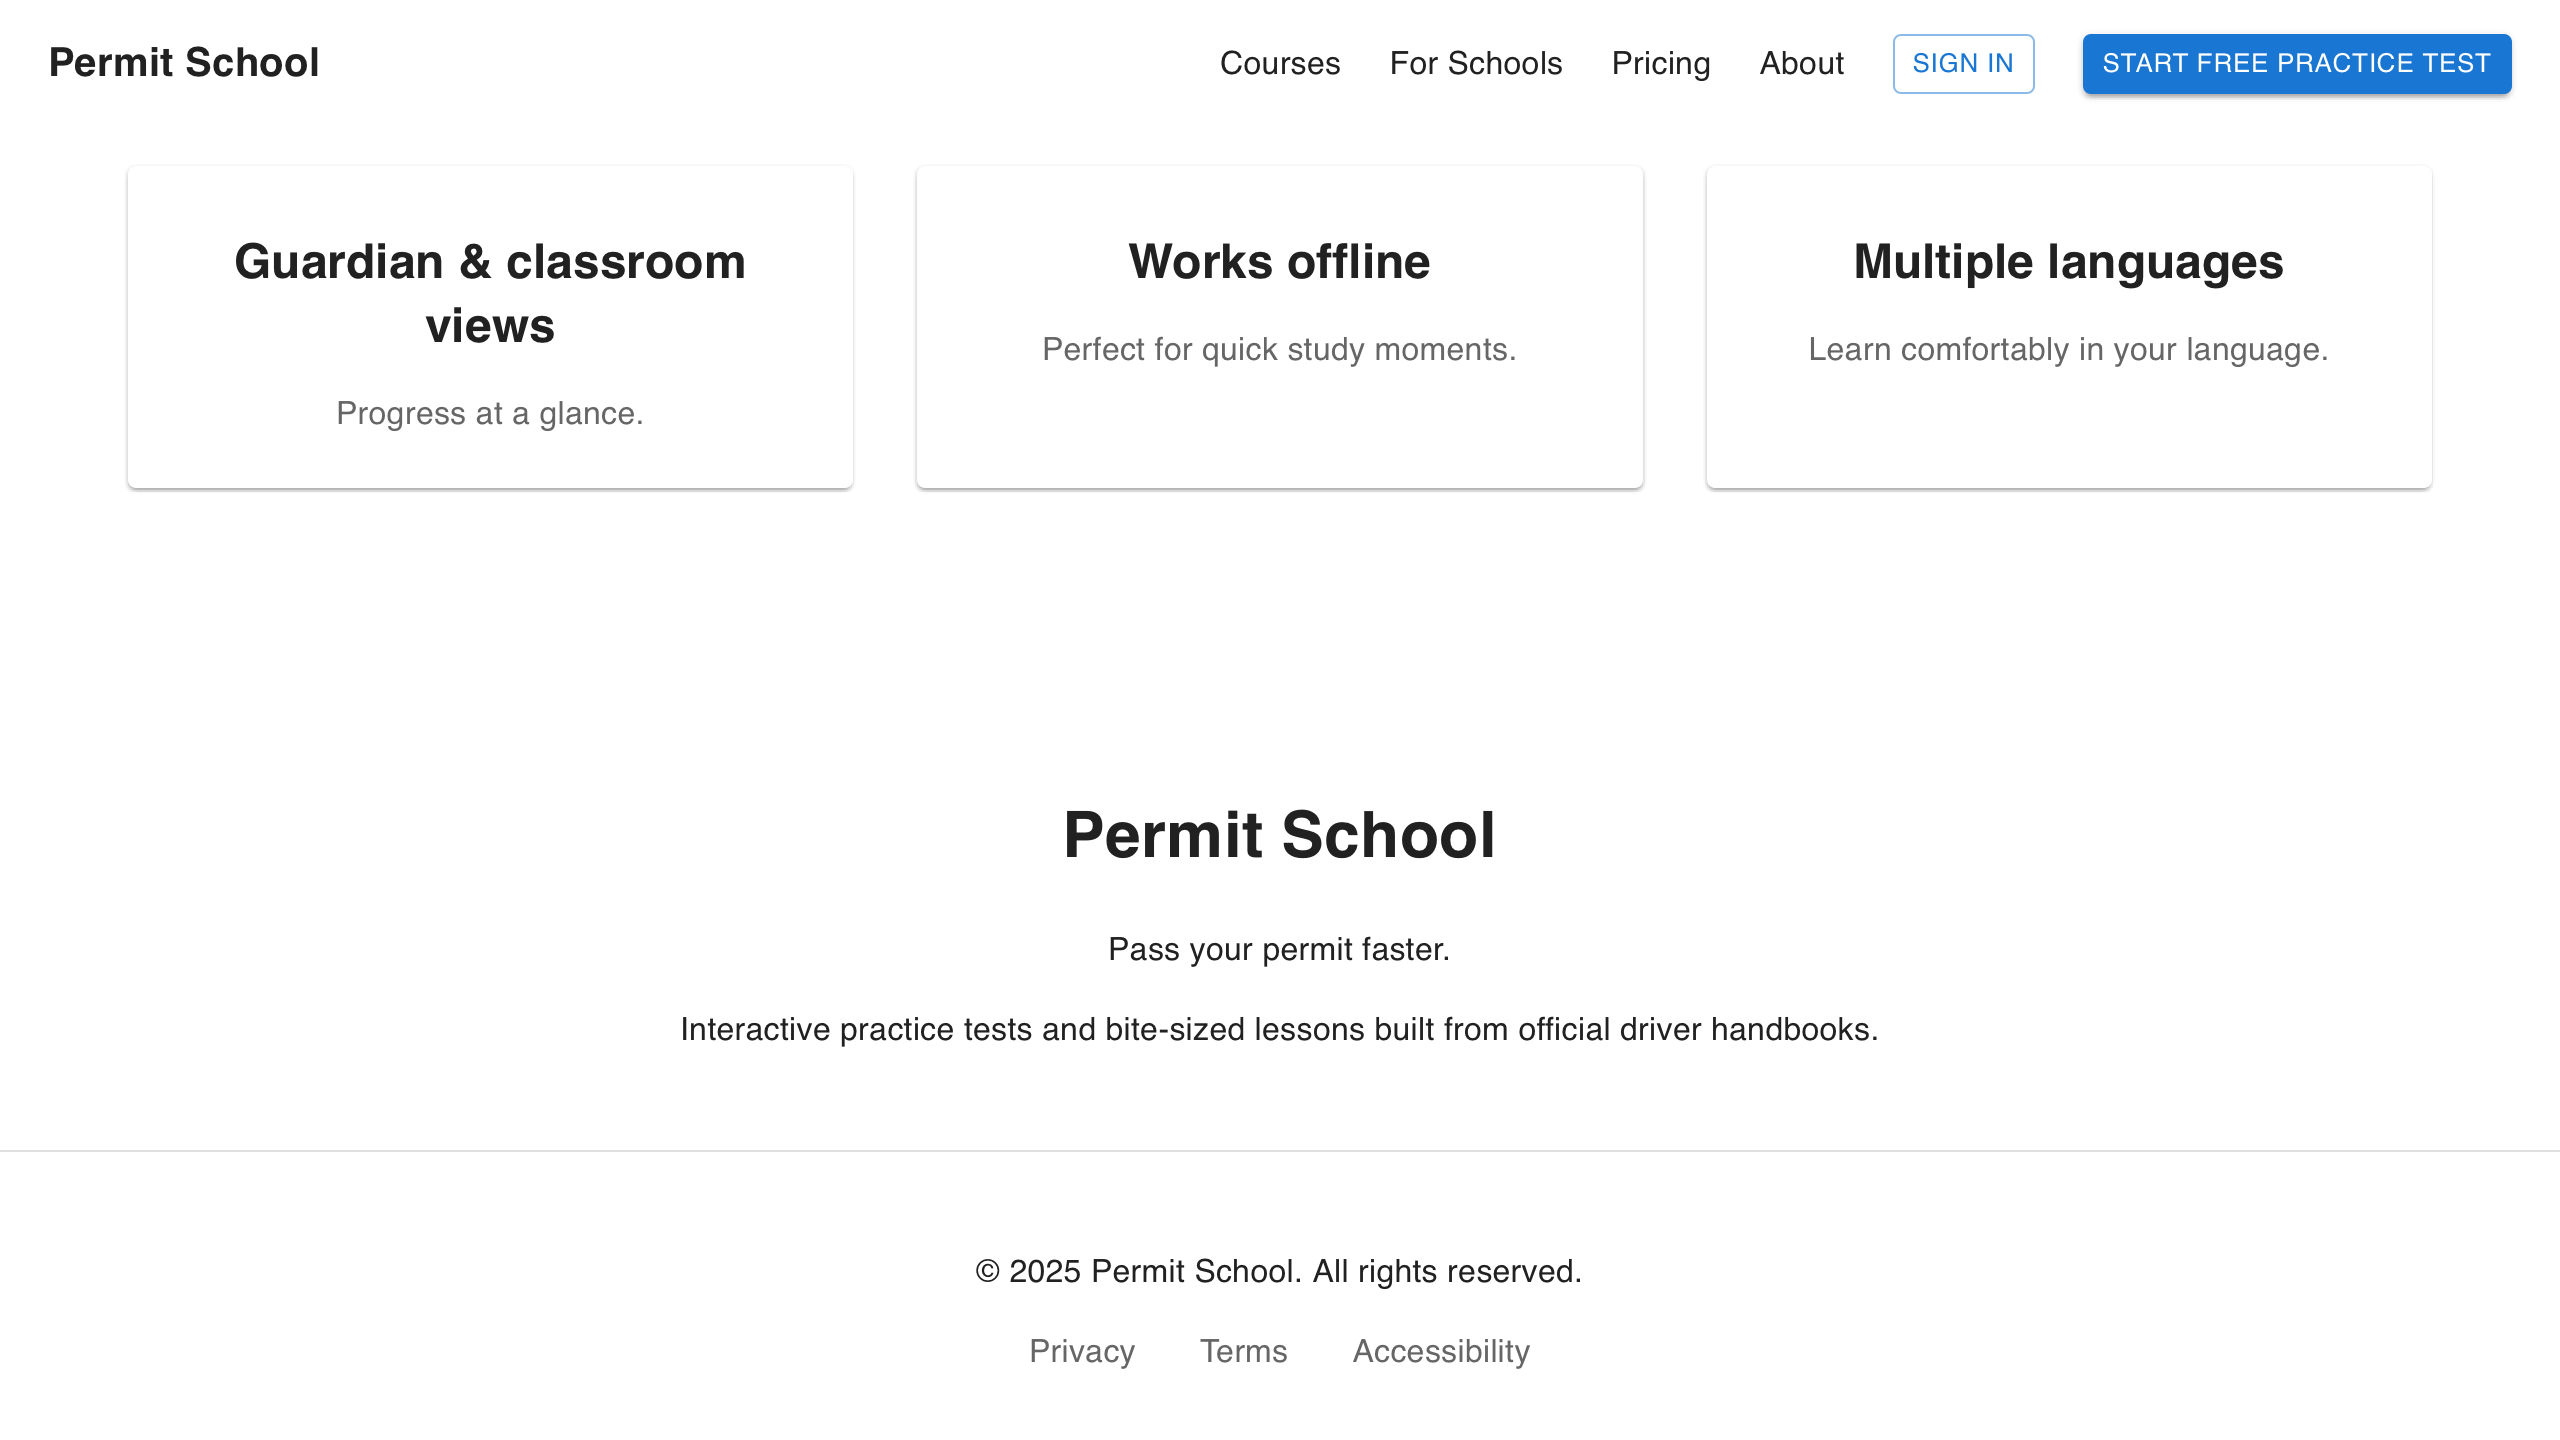 Permit School
Courses
For Schools
Pricing
About
SIGN IN
START FREE PRACTICE TEST
Guardian & classroom
views
Progress at a glance.
Works offline
Perfect for quick study moments.
Multiple languages
Learn comfortably in your language.
Permit School
Pass your permit faster.
Interactive practice tests and bite-sized lessons built from official driver handbooks.
© 2025 Permit School. All rights reserved.
Privacy
Terms
Accessibility